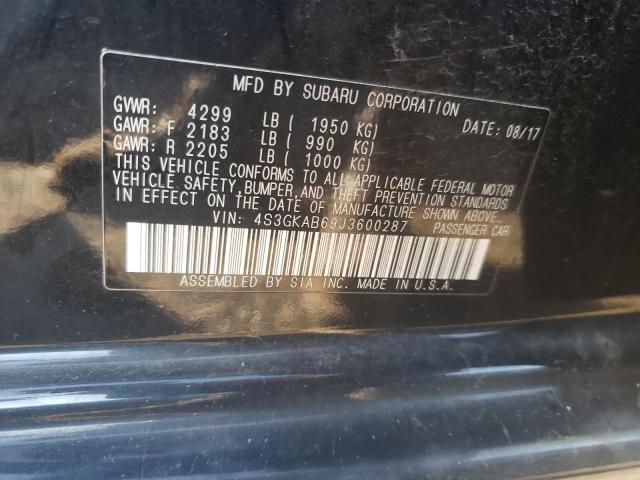 MFD BY SUBARU CORPORATION
GVWR: 4299 LB ( 1950 KG) DATE: 08/17
GAWR: F 2183 LB ( 990 KG)
GAWR: R 2205 LB ( 1000 KG)
THIS VEHICLE CONFORMS TO ALL APPLICABLE FEDERAL MOTOR
VEHICLE SAFETY, BUMPER, AND THEFT PREVENTION STANDARDS
IN EFFECT ON THE DATE OF MANUFACTURE SHOWN ABOVE.
VIN: 4S3GKAB69J3600287 PASSENGER CAR
ASSEMBLED BY SIA INC. MADE IN U.S.A.